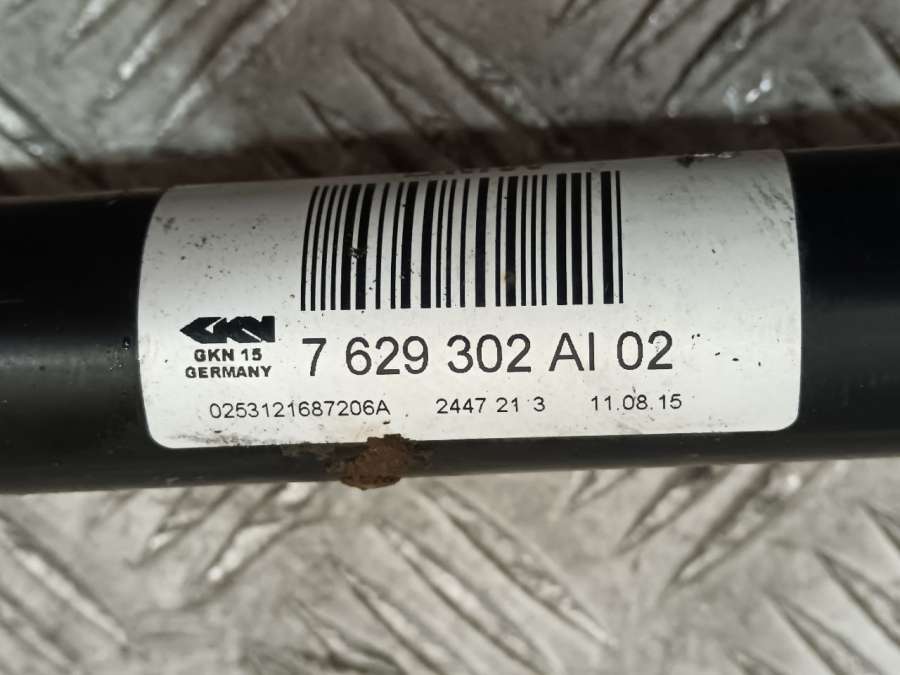 GKN
GKN 15
GERMANY
7 629 302 AI 02
0253121687206A 2447 21 3 11.08.15